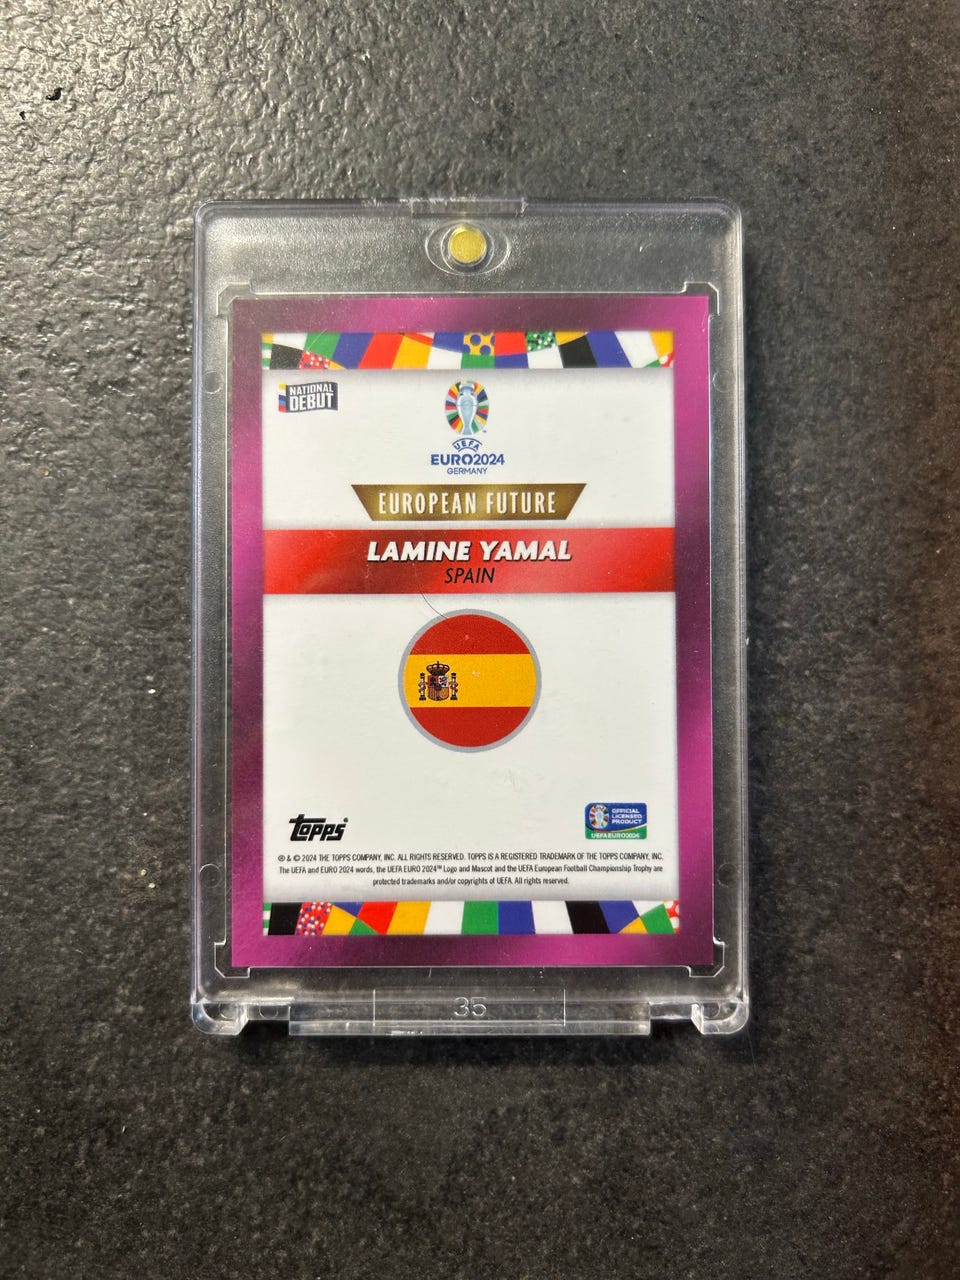 NATIONAL
DEBUT
UEFA
EURO2024
GERMANY
EUROPEAN FUTURE
LAMINE YAMAL
SPAIN
topps
OFFICIAL
LICENSED
PRODUCT
UEFA EURO2024
® & © 2024 THE TOPPS COMPANY, INC. ALL RIGHTS RESERVED. TOPPS IS A REGISTERED TRADEMARK OF THE TOPPS COMPANY, INC.
The UEFA and EURO 2024 words, the UEFA EURO 2024™ Logo and Mascot and the UEFA European Football Championship Trophy are
protected trademarks and/or copyrights of UEFA. All rights reserved.
35